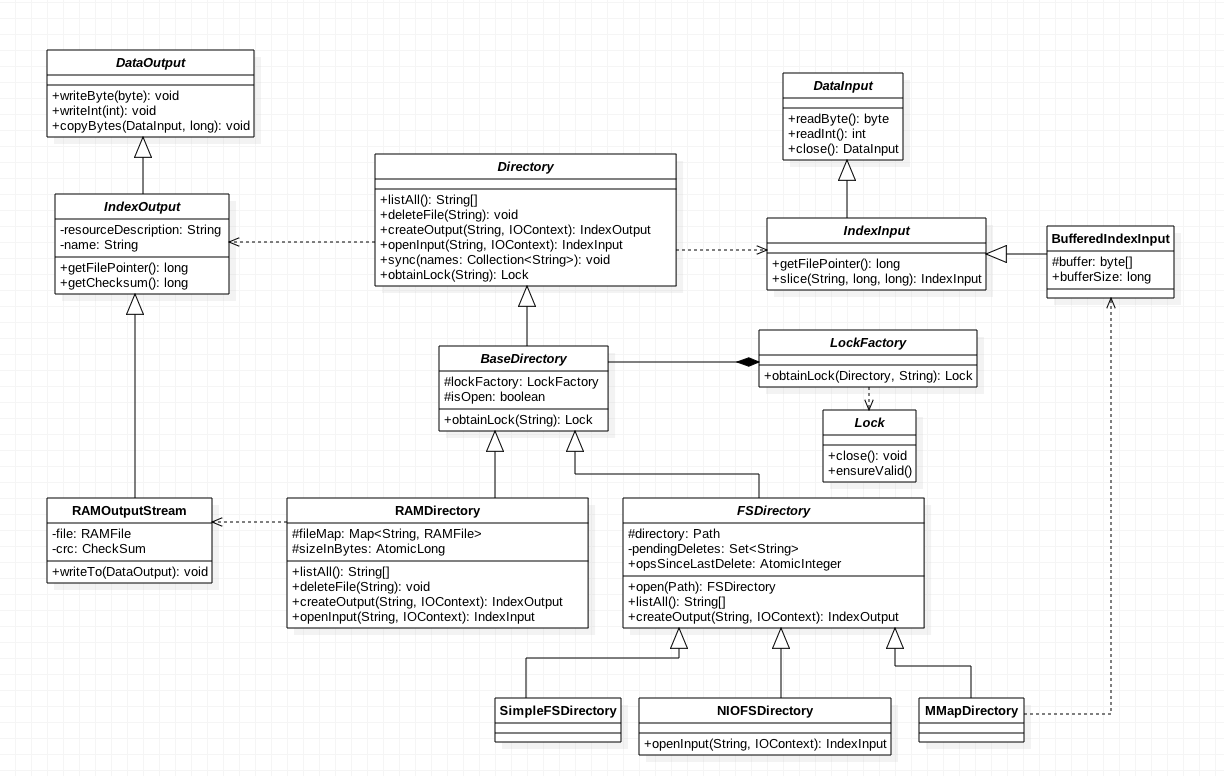 DataOutput
+writeByte(byte): void
+writeInt(int): void
+copyBytes(DataInput, long): void
DataInput
+readByte(): byte
+readInt(): int
+close(): DataInput
Directory
+listAll(): String[]
+deleteFile(String): void
+createOutput(String, IOContext): IndexOutput
+openInput(String, IOContext): IndexInput
+sync(names: Collection<String>): void
+obtainLock(String): Lock
IndexOutput
-resourceDescription: String
-name: String
+getFilePointer(): long
+getChecksum(): long
IndexInput
+getFilePointer(): long
+slice(String, long, long): IndexInput
BufferedIndexInput
#buffer: byte[]
+bufferSize: long
BaseDirectory
#lockFactory: LockFactory
#isOpen: boolean
+obtainLock(String): Lock
LockFactory
+obtainLock(Directory, String): Lock
Lock
+close(): void
+ensureValid()
RAMOutputStream
-file: RAMFile
-crc: CheckSum
+writeTo(DataOutput): void
RAMDirectory
#fileMap: Map<String, RAMFile>
#sizeInBytes: AtomicLong
+listAll(): String[]
+deleteFile(String): void
+createOutput(String, IOContext): IndexOutput
+openInput(String, IOContext): IndexInput
FSDirectory
#directory: Path
-pendingDeletes: Set<String>
+opsSinceLastDelete: AtomicInteger
+open(Path): FSDirectory
+listAll(): String[]
+createOutput(String, IOContext): IndexOutput
SimpleFSDirectory
NIOFSDirectory
+openInput(String, IOContext): IndexInput
MMapDirectory